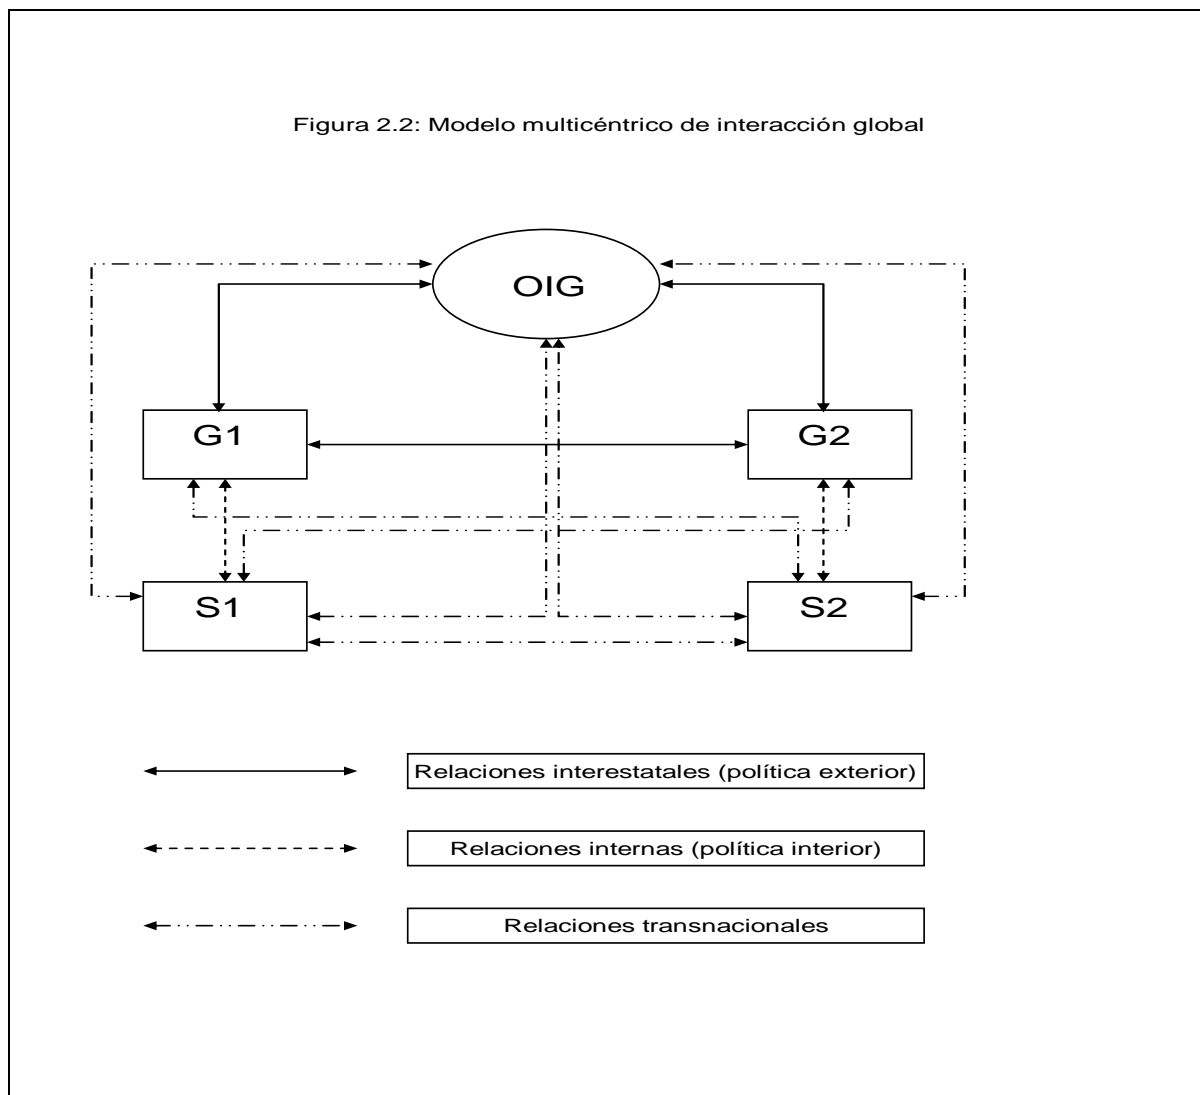 Figura 2.2: Modelo multicéntrico de interacción global
OIG
G1
G2
S1
S2
Relaciones interestatales (política exterior)
Relaciones internas (política interior)
Relaciones transnacionales